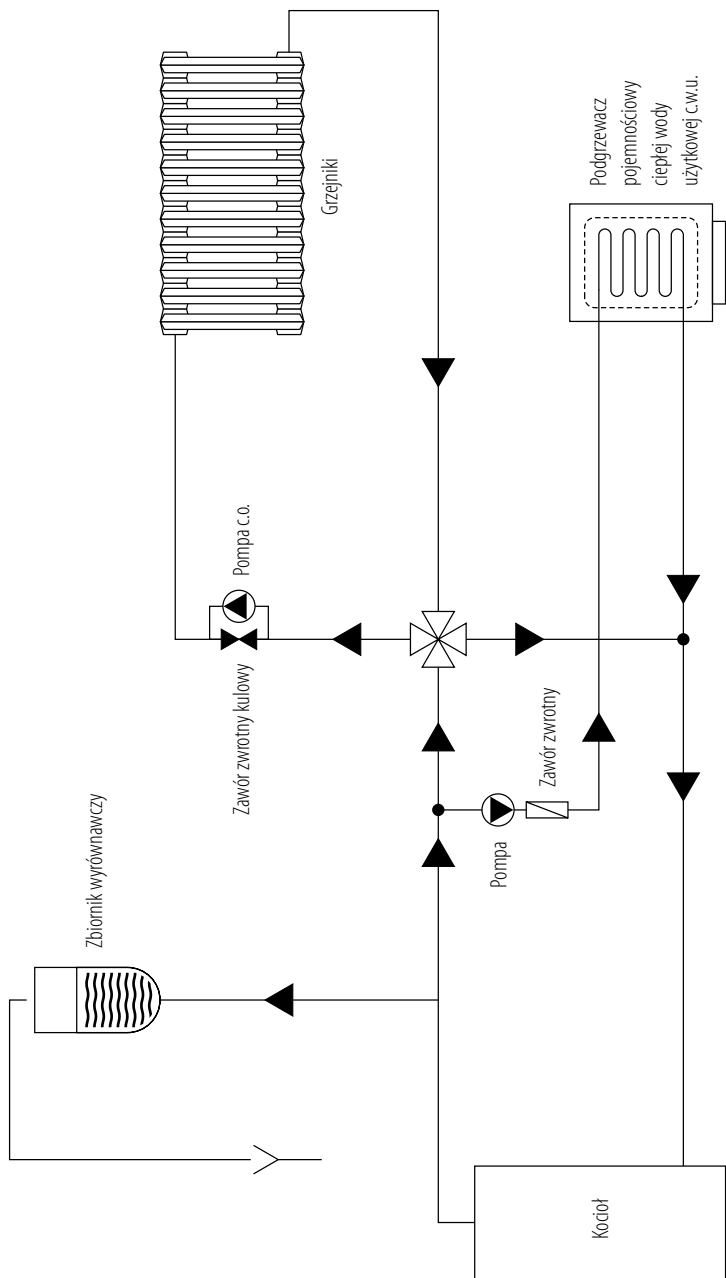 Zbiornik wyrównawczy
Zawór zwrotny kulowy
Pompa c.o.
Grzejniki
Kocioł
Pompa
Zawór zwrotny
Podgrzewacz
pojemnościowy
ciepłej wody
użytkowej c.w.u.